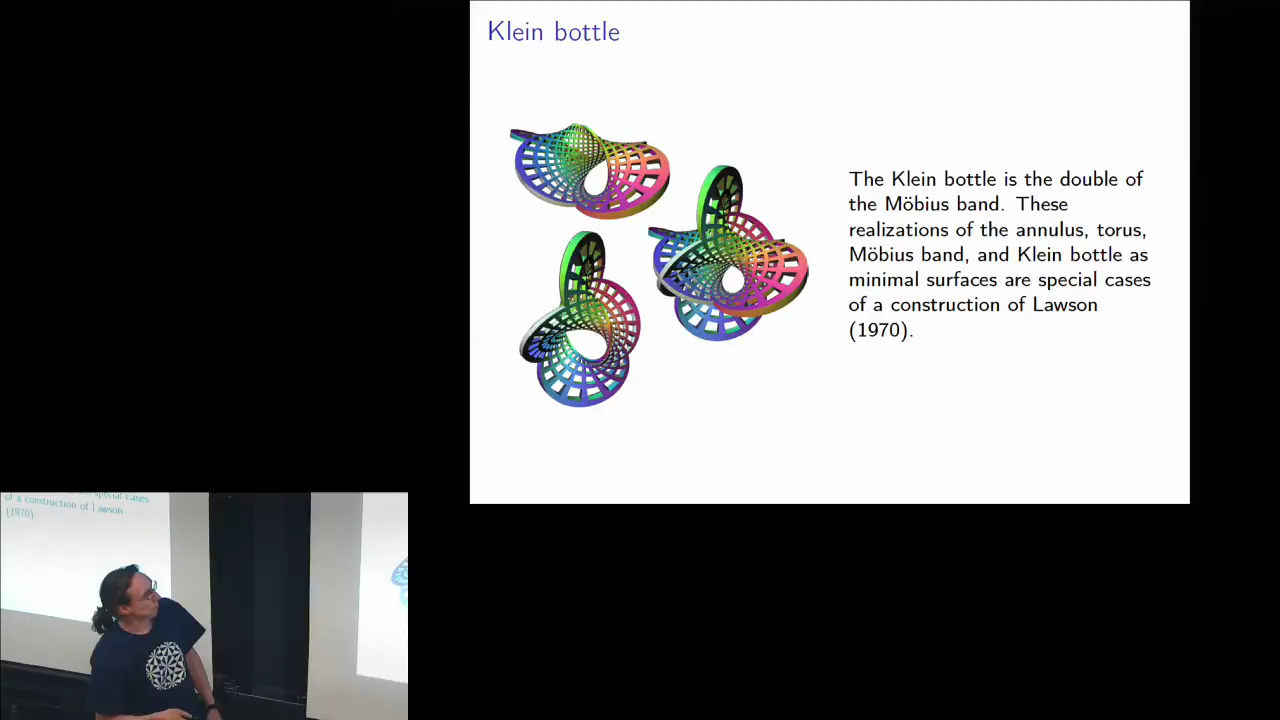 Klein bottle
The Klein bottle is the double of
the Möbius band. These
realizations of the annulus, torus,
Möbius band, and Klein bottle as
minimal surfaces are special cases
of a construction of Lawson
(1970).
special cases
of a construction of Lawson
(1970).